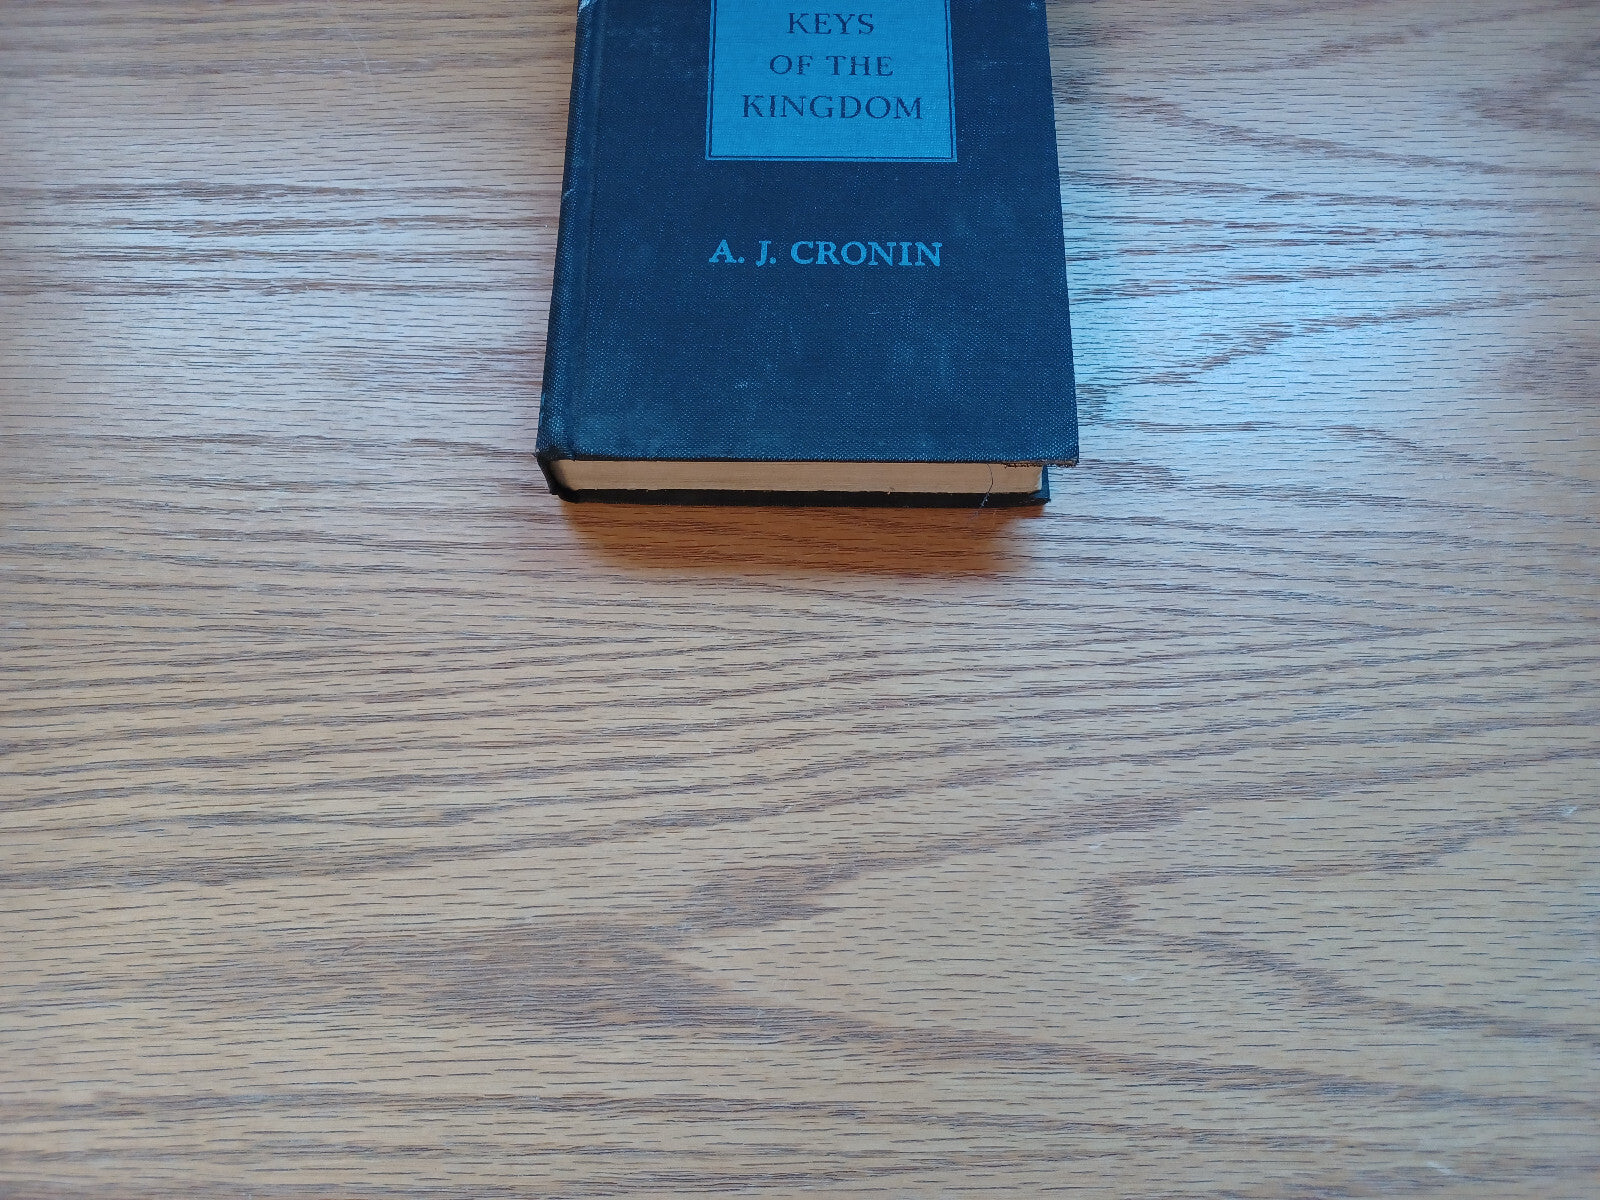 KEYS
OF THE
KINGDOM
A. J. CRONIN